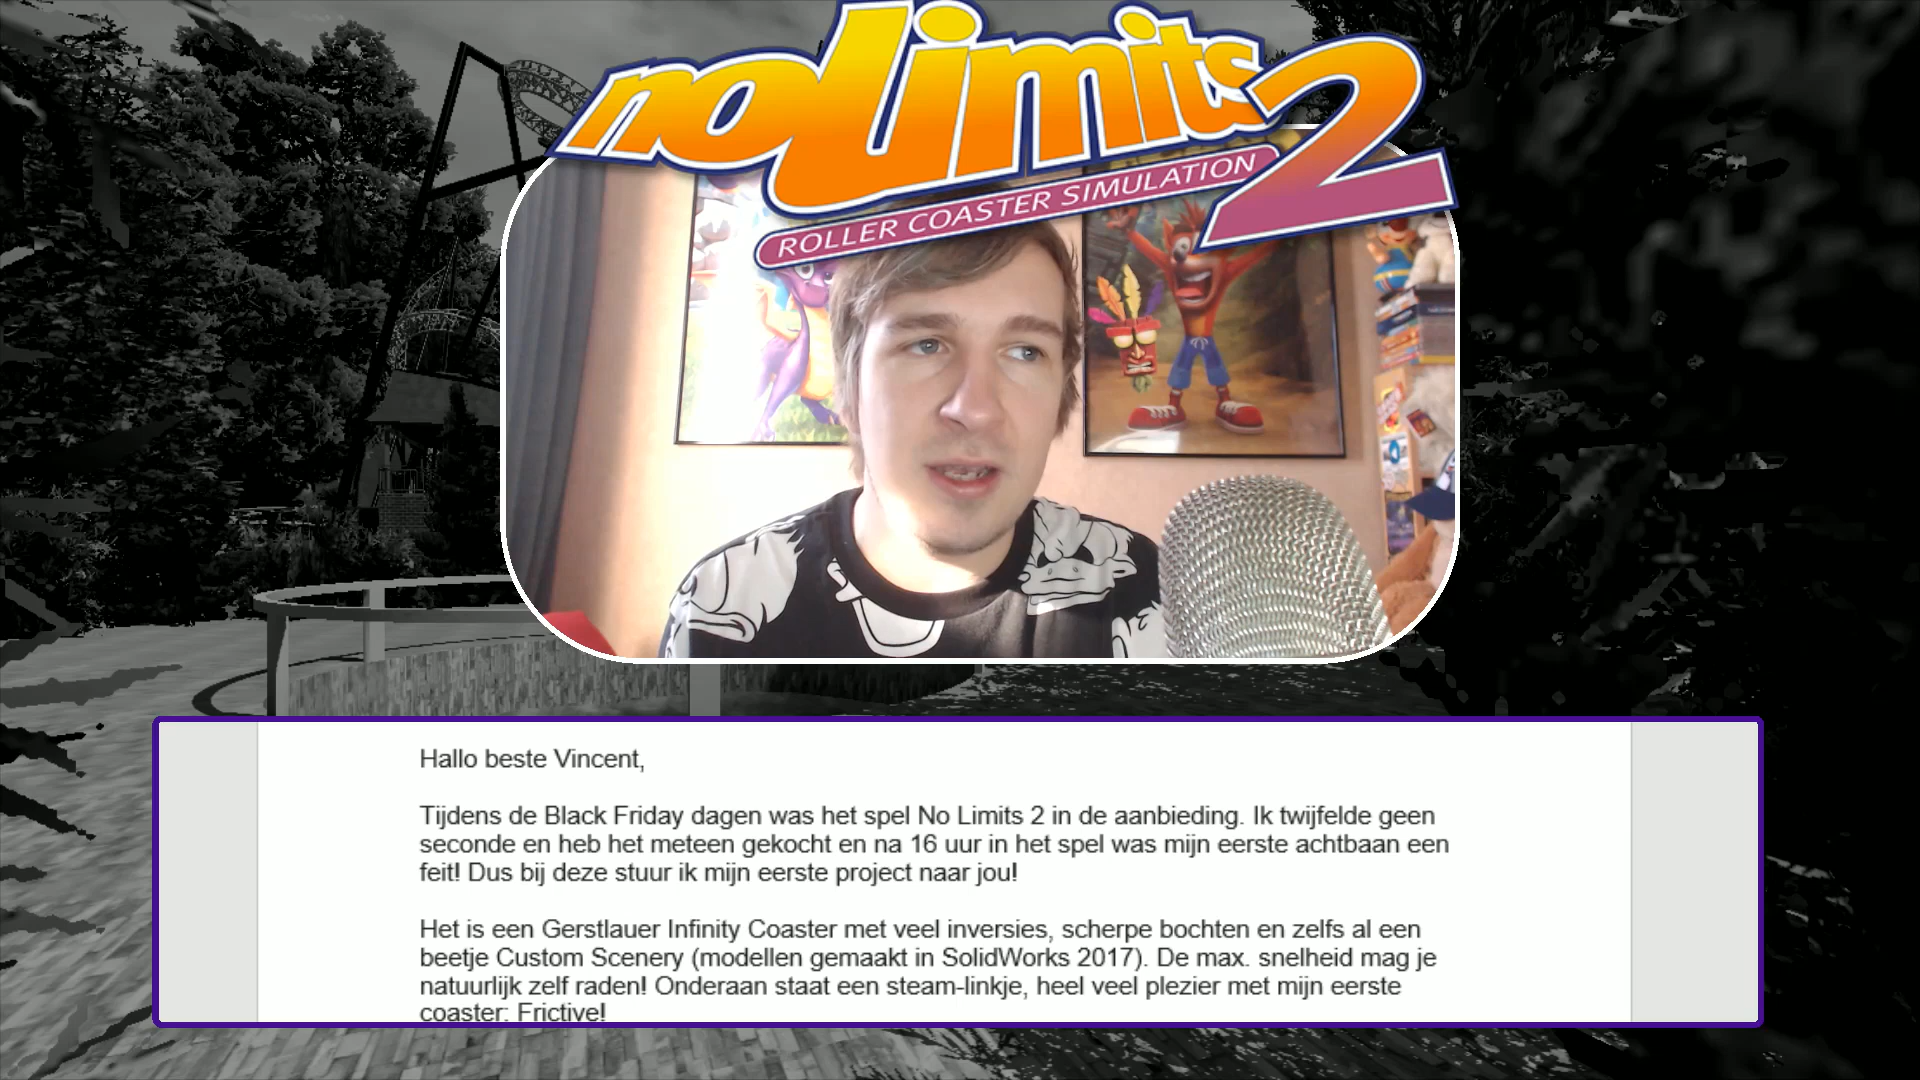 noLimits 2
ROLLER COASTER SIMULATION
Hallo beste Vincent,
Tijdens de Black Friday dagen was het spel No Limits 2 in de aanbieding. Ik twijfelde geen
seconde en heb het meteen gekocht en na 16 uur in het spel was mijn eerste achtbaan een
feit! Dus bij deze stuur ik mijn eerste project naar jou!
Het is een Gerstlauer Infinity Coaster met veel inversies, scherpe bochten en zelfs al een
beetje Custom Scenery (modellen gemaakt in SolidWorks 2017). De max. snelheid mag je
natuurlijk zelf raden! Onderaan staat een steam-linkje, heel veel plezier met mijn eerste
coaster: Frictive!